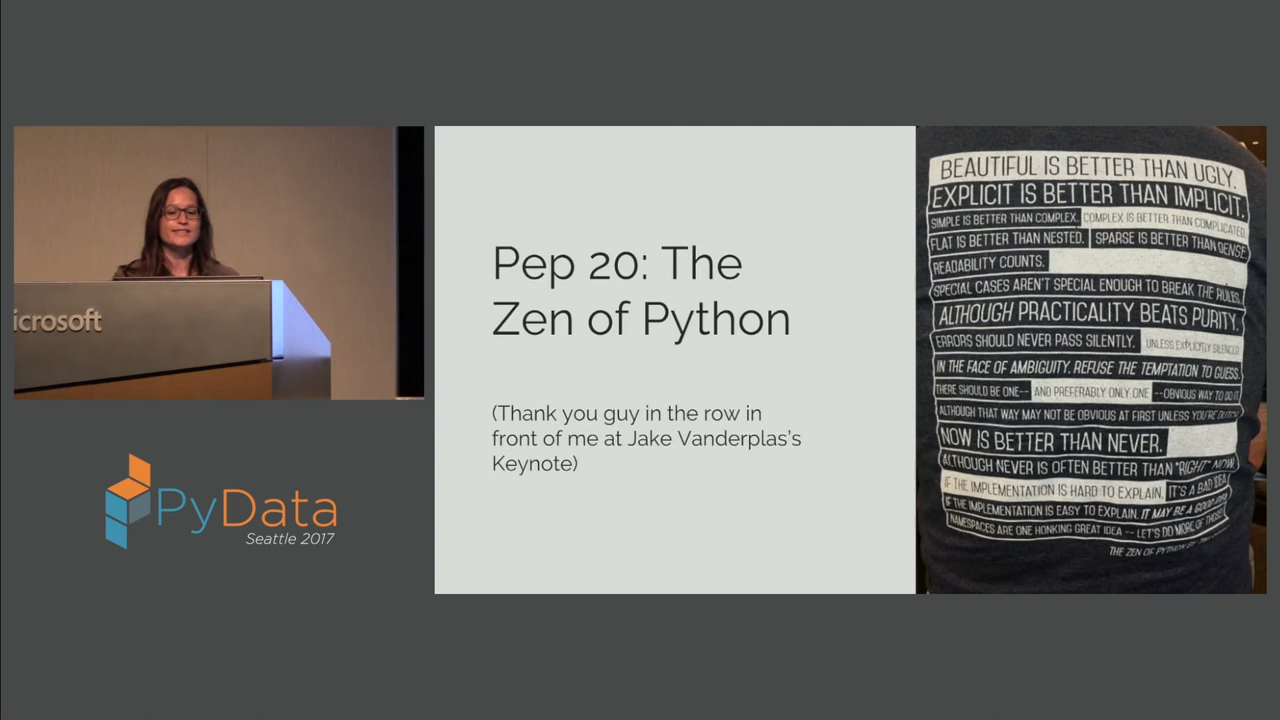 icrosoft
PyData
Seattle 2017
Pep 20: The
Zen of Python
(Thank you guy in the row in
front of me at Jake Vanderplas’s
Keynote)
BEAUTIFUL IS BETTER THAN UGLY.
EXPLICIT IS BETTER THAN IMPLICIT.
SIMPLE IS BETTER THAN COMPLEX. COMPLEX IS BETTER THAN COMPLICATED.
FLAT IS BETTER THAN NESTED. SPARSE IS BETTER THAN DENSE.
READABILITY COUNTS.
SPECIAL CASES AREN'T SPECIAL ENOUGH TO BREAK THE RULES.
ALTHOUGH PRACTICALITY BEATS PURITY.
ERRORS SHOULD NEVER PASS SILENTLY. UNLESS EXPLICITLY SILENCED.
IN THE FACE OF AMBIGUITY, REFUSE THE TEMPTATION TO GUESS.
THERE SHOULD BE ONE-- AND PREFERABLY ONLY ONE --OBVIOUS WAY TO DO IT.
ALTHOUGH THAT WAY MAY NOT BE OBVIOUS AT FIRST UNLESS YOU'RE DUTCH.
NOW IS BETTER THAN NEVER.
ALTHOUGH NEVER IS OFTEN BETTER THAN "RIGHT" NOW.
IF THE IMPLEMENTATION IS HARD TO EXPLAIN, IT'S A BAD IDEA.
IF THE IMPLEMENTATION IS EASY TO EXPLAIN, IT MAY BE A GOOD IDEA.
NAMESPACES ARE ONE HONKING GREAT IDEA -- LET'S DO MORE OF THOSE!
THE ZEN OF PYTHON BY